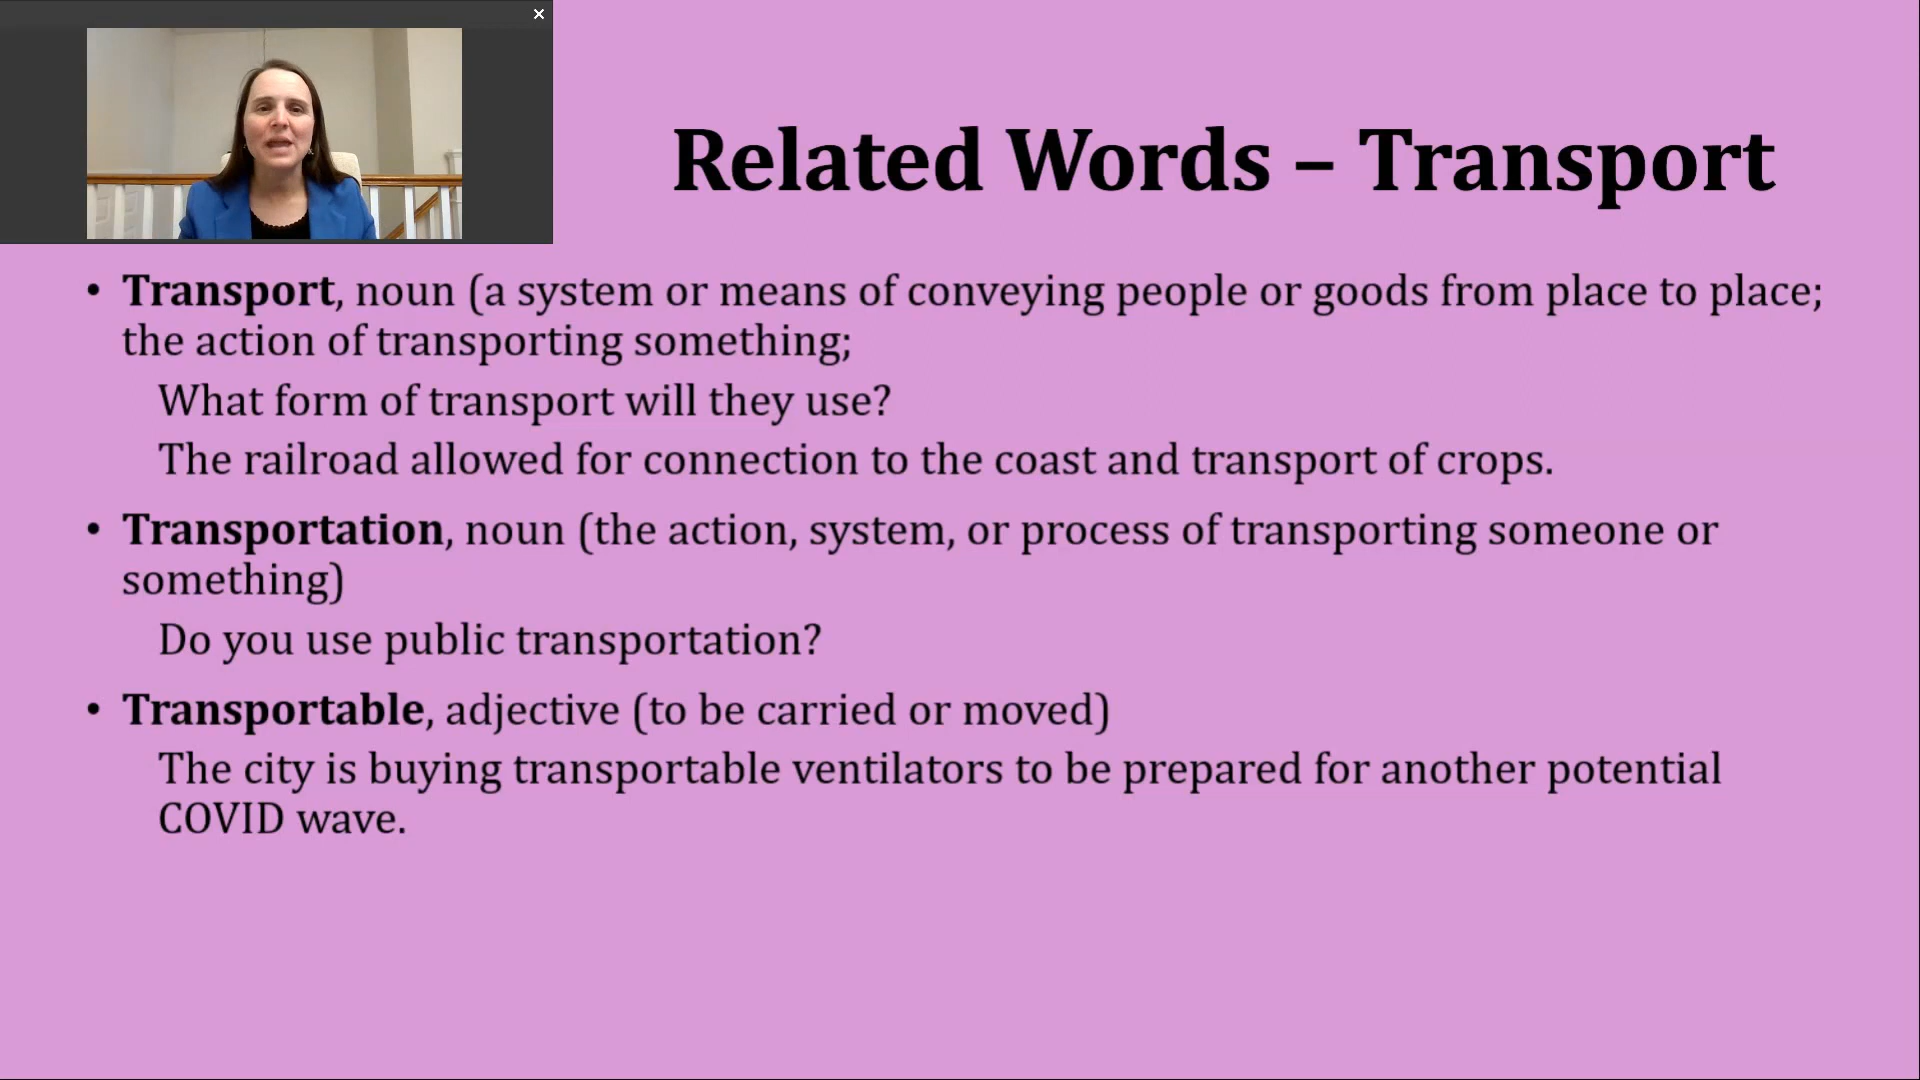 Related Words – Transport
• Transport, noun (a system or means of conveying people or goods from place to place;
the action of transporting something;
What form of transport will they use?
The railroad allowed for connection to the coast and transport of crops.
• Transportation, noun (the action, system, or process of transporting someone or
something)
Do you use public transportation?
• Transportable, adjective (to be carried or moved)
The city is buying transportable ventilators to be prepared for another potential
COVID wave.